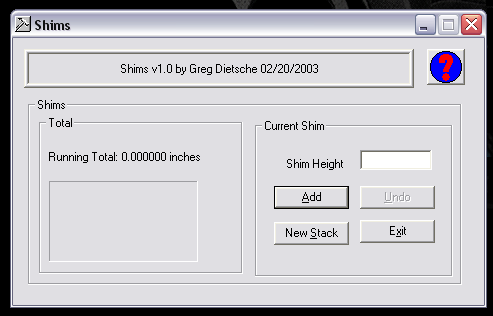 Shims
Shims v1.0 by Greg Dietsche 02/20/2003
?
Shims
Total
Running Total: 0.000000 inches
Current Shim
Shim Height
Add
Undo
New Stack
Exit